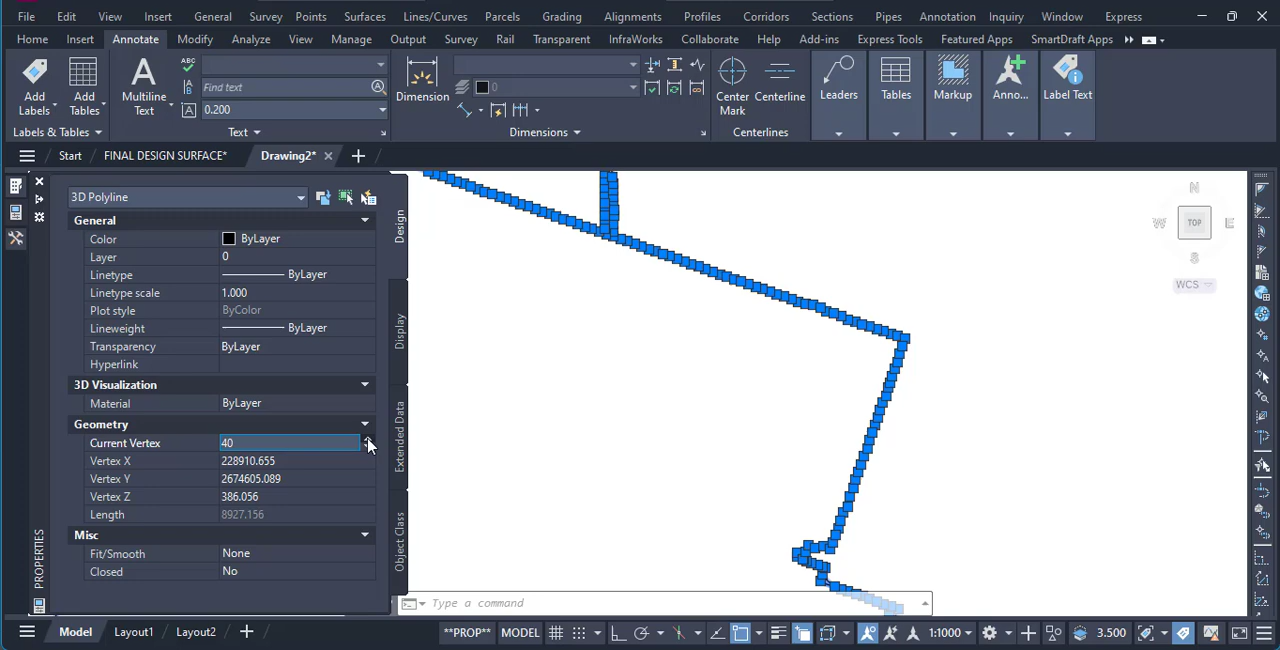 File Edit View Insert General Survey Points Surfaces Lines/Curves Parcels Grading Alignments Profiles Corridors Sections Pipes Annotation Inquiry Window Express
Home Insert Annotate Modify Analyze View Manage Output Survey Rail Transparent InfraWorks Collaborate Help Add-ins Express Tools Featured Apps SmartDraft Apps
Add Labels
Add Tables
Labels & Tables
Multiline Text
ABC
Find text
0.200
Text
Dimension
0
Dimensions
Center Mark
Centerline
Centerlines
Leaders
Tables
Markup
Anno...
Label Text
Start FINAL DESIGN SURFACE* Drawing2*
3D Polyline
General
Color ByLayer
Layer 0
Linetype ByLayer
Linetype scale 1.000
Plot style ByColor
Lineweight ByLayer
Transparency ByLayer
Hyperlink
3D Visualization
Material ByLayer
Geometry
Current Vertex 40
Vertex X 228910.655
Vertex Y 2674605.089
Vertex Z 386.056
Length 8927.156
Misc
Fit/Smooth None
Closed No
PROPERTIES
Design
Display
Extended Data
Object Class
N
W TOP E
S
WCS
Type a command
Model Layout1 Layout2
**PROP** MODEL 1:1000 3.500